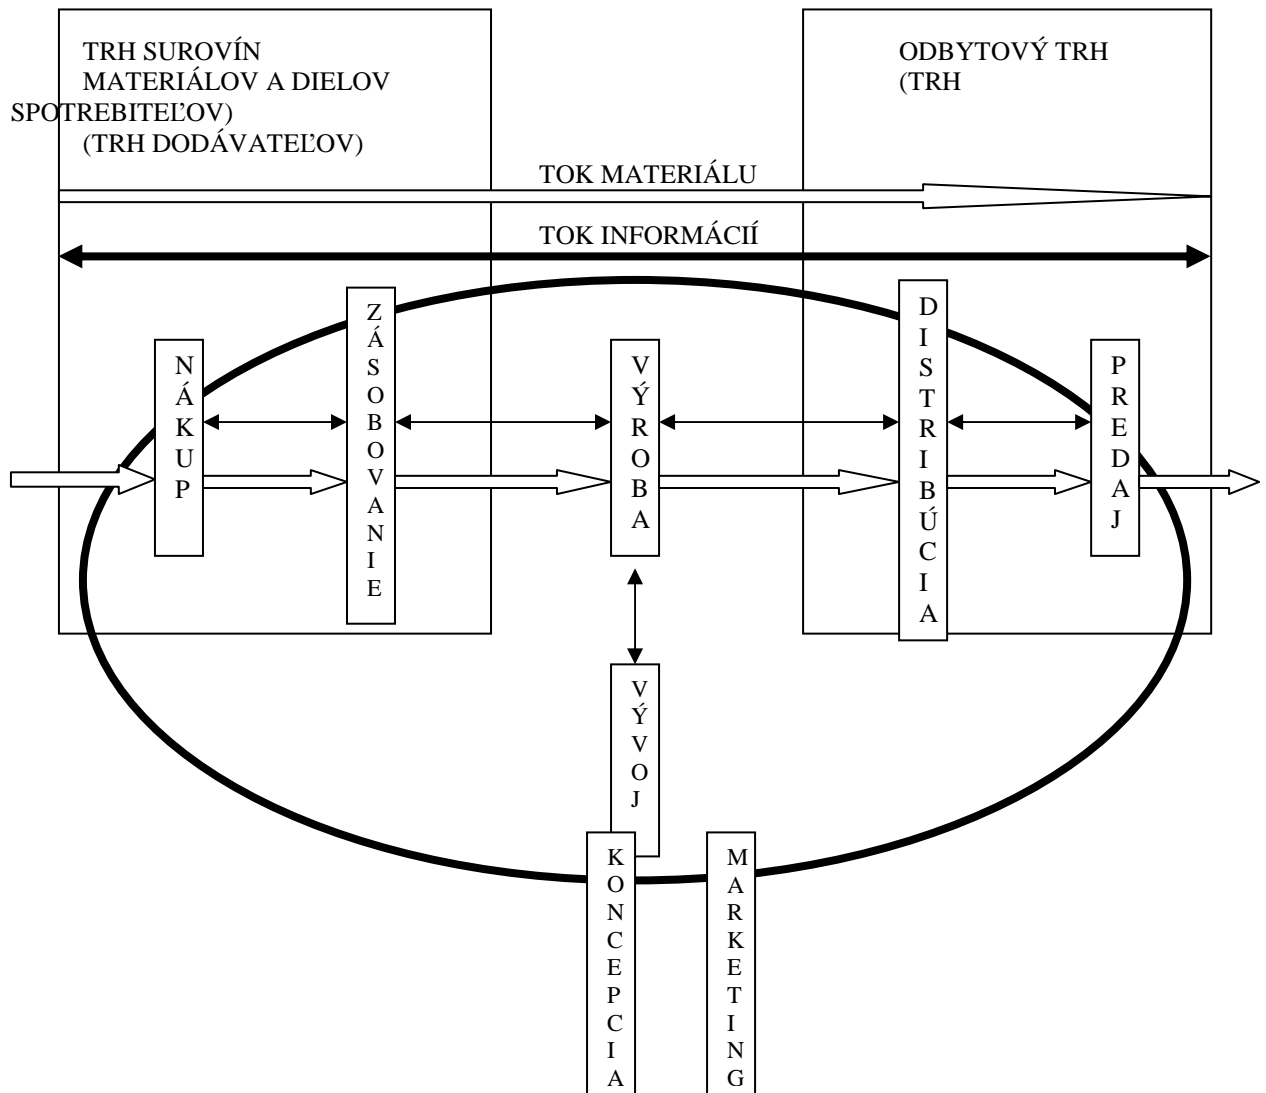 TRH SUROVÍN
MATERIÁLOV A DIELOV
SPOTREBITEĽOV)
(TRH DODÁVATEĽOV)
ODBYTOVÝ TRH
(TRH
TOK MATERIÁLU
TOK INFORMÁCIÍ
NÁKUP
ZÁSOBOVANIE
VÝROBA
DISTRIBÚCIA
PREDAJ
VÝVOJ
KONCEPCIA
MARKETING